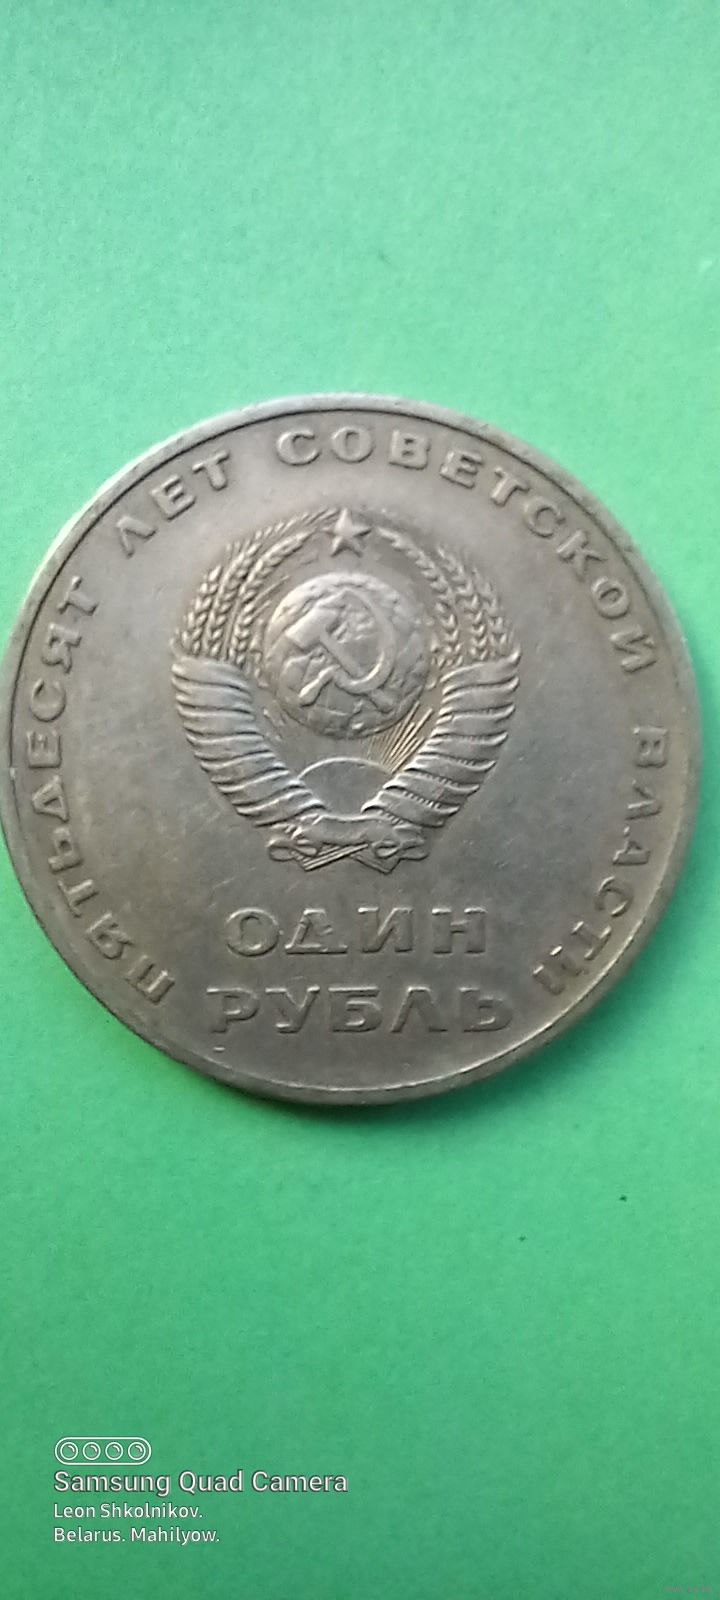 ПЯТЬДЕСЯТ ЛЕТ СОВЕТСКОЙ ВЛАСТИ
ОДИН
РУБЛЬ
Samsung Quad Camera
Leon Shkolnikov.
Belarus. Mahilyow.